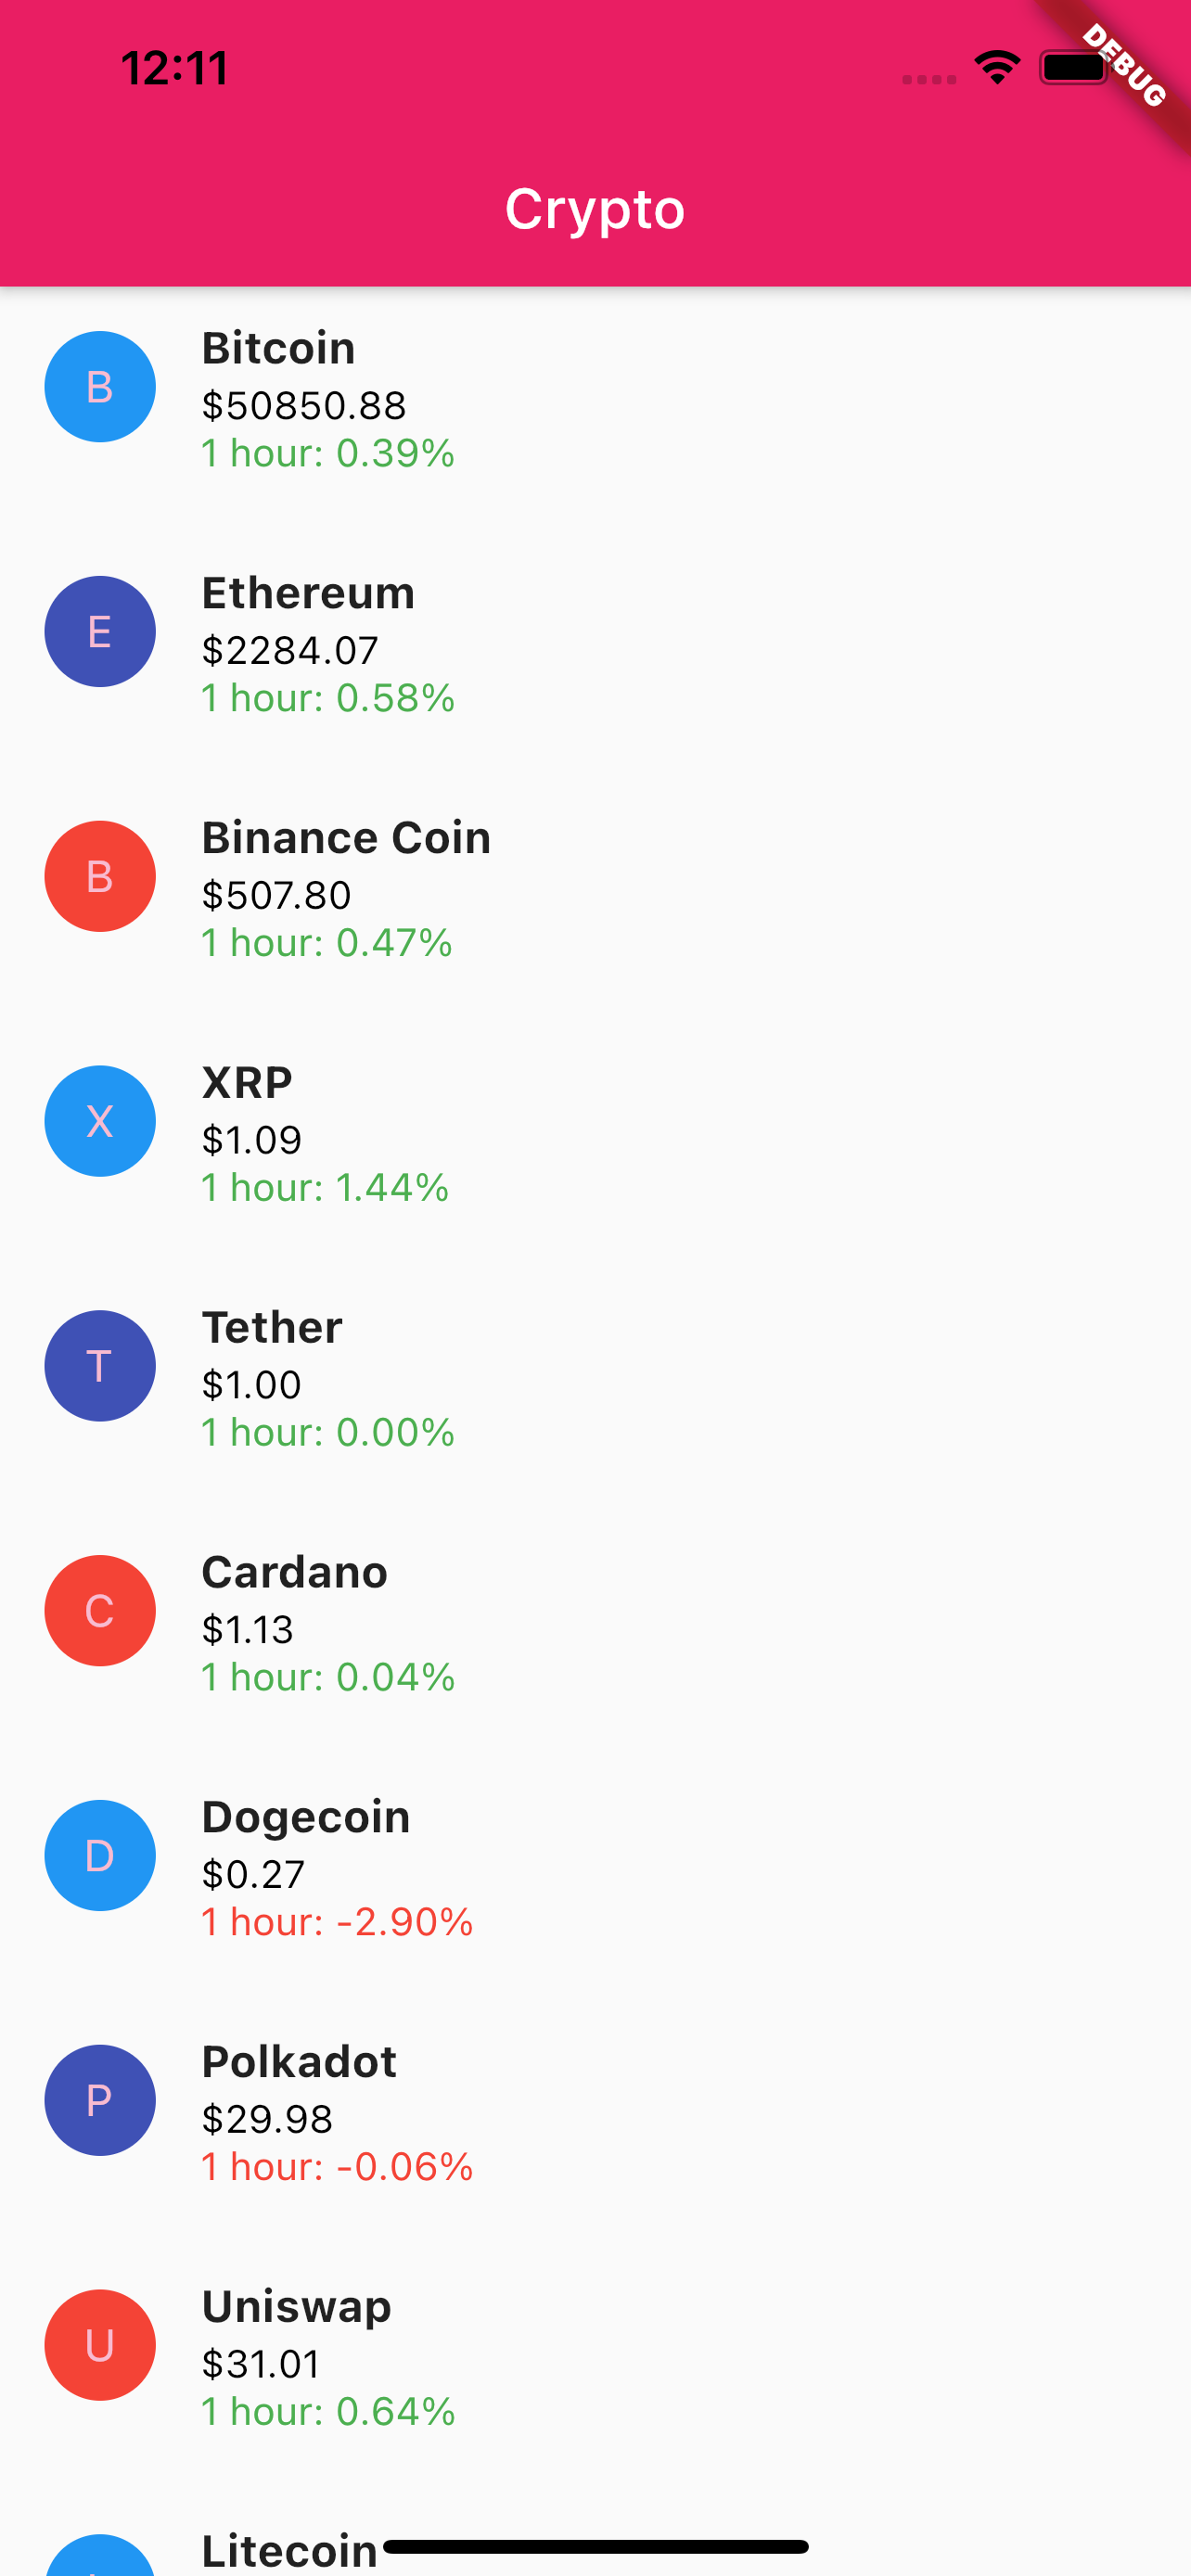 12:11
DEBUG
Crypto
B
Bitcoin
$50850.88
1 hour: 0.39%
E
Ethereum
$2284.07
1 hour: 0.58%
B
Binance Coin
$507.80
1 hour: 0.47%
X
XRP
$1.09
1 hour: 1.44%
T
Tether
$1.00
1 hour: 0.00%
C
Cardano
$1.13
1 hour: 0.04%
D
Dogecoin
$0.27
1 hour: -2.90%
P
Polkadot
$29.98
1 hour: -0.06%
U
Uniswap
$31.01
1 hour: 0.64%
Litecoin